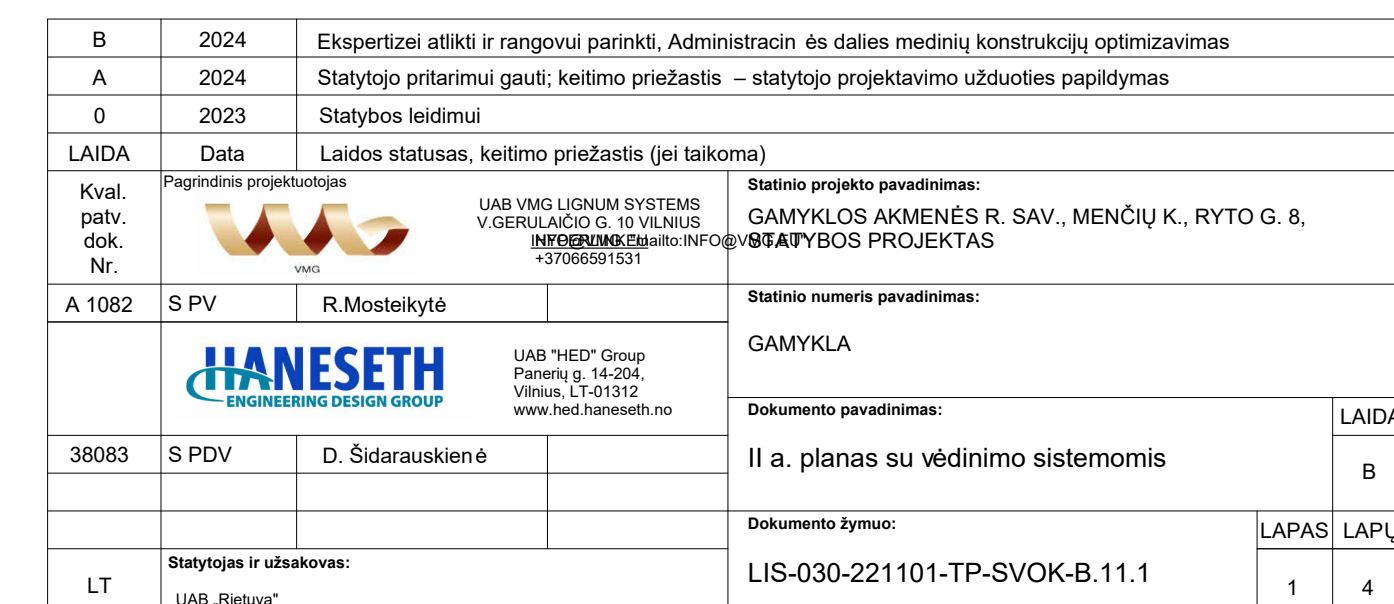 B 2024 Ekspertizei atlikti ir rangovui parinkti, Administracin ės dalies medinių konstrukcijų optimizavimas
A 2024 Statytojo pritarimui gauti; keitimo priežastis – statytojo projektavimo užduoties papildymas
0 2023 Statybos leidimui
LAIDA Data Laidos statusas, keitimo priežastis (jei taikoma)
Kval.
patv.
dok.
Nr.
Pagrindinis projektuotojas
VMG
UAB VMG LIGNUM SYSTEMS
V.GERULAIČIO G. 10 VILNIUS
+37066591531
Statinio projekto pavadinimas:
GAMYKLOS AKMENĖS R. SAV., MENČIŲ K., RYTO G. 8,
STATYBOS PROJEKTAS
A 1082 S PV R.Mosteikytė
Statinio numeris pavadinimas:
GAMYKLA
HANESETH
ENGINEERING DESIGN GROUP
UAB "HED" Group
Panerių g. 14-204,
Vilnius, LT-01312
www.hed.haneseth.no
Dokumento pavadinimas:
II a. planas su vėdinimo sistemomis
LAIDA
B
38083 S PDV D. Šidarauskien ė
Dokumento žymuo:
LIS-030-221101-TP-SVOK-B.11.1
LAPAS LAPŲ
1 4
LT
Statytojas ir užsakovas:
UAB „Rietuva"